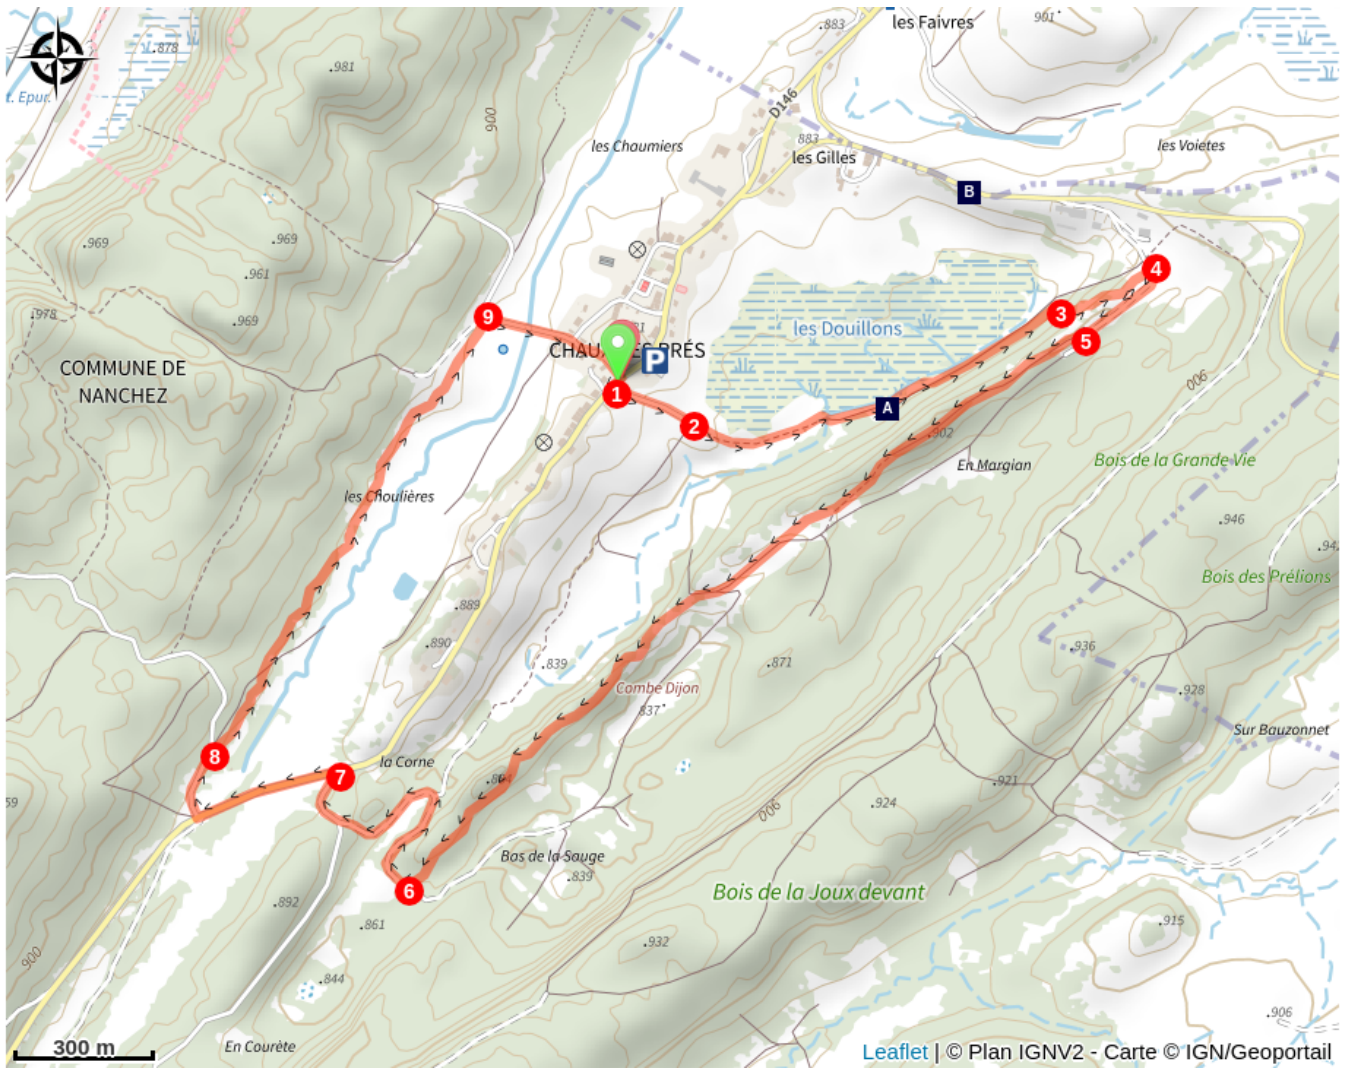 les Faivres
901
.883
.878
.981
t. Epur.
D146
900
les Chaumiers
883
les Gilles
les Voietes
B
.969
.969
.961
4
.978
.969
9
3
les Douillons
5
COMMUNE DE
NANCHEZ
P
1
900
A
2
.902
En Margian
Bois de la Grande Vie
les Choulières
.946
Bois des Prélions
.889
.890
.839
.871
.936
Combe Dijon
837
.928
Sur Bauzonnet
8
la Corne
7
.921
.924
900
59
Bas de la Sauge
.839
6
Bois de la Joux devant
.892
.861
.932
.915
900
.844
.906
En Courète
300 m
Leaflet | © Plan IGNV2 - Carte © IGN/Geoportail